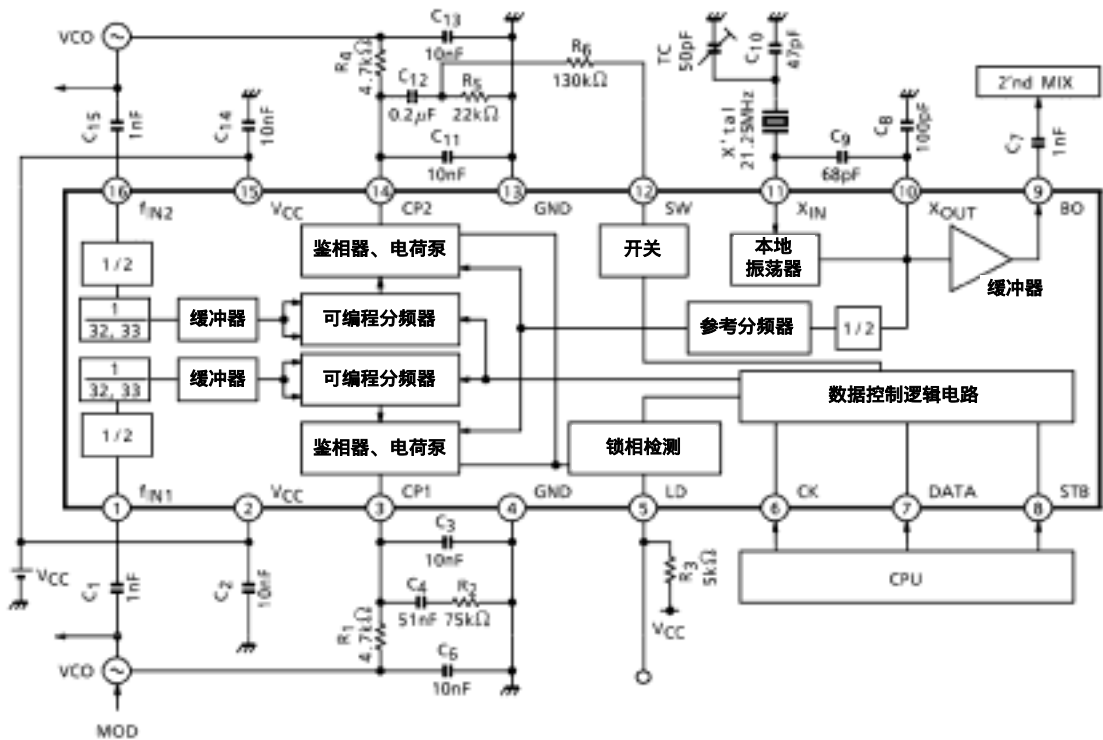 VCO
C13
10nF
R4
4.7kΩ
C12
0.2μF
R5
22kΩ
R6
130kΩ
C11
10nF
C15
1nF
C14
10nF
TC
50pF
C10
47pF
X'tal
21.25MHz
C9
68pF
C8
100pF
2'nd MIX
C7
1nF
16
15
14
13
12
11
10
9
fIN2
VCC
CP2
GND
SW
XIN
XOUT
BO
1/2
鉴相器、电荷泵
开关
本地
振荡器
缓冲器
1
32, 33
缓冲器
可编程分频器
参考分频器
1/2
1
32, 33
缓冲器
可编程分频器
数据控制逻辑电路
1/2
鉴相器、电荷泵
锁相检测
fIN1
VCC
CP1
GND
LD
CK
DATA
STB
1
2
3
4
5
6
7
8
VCC
C1
1nF
C2
10nF
C3
10nF
C4
51nF
R2
75kΩ
R1
4.7kΩ
C6
10nF
R3
5kΩ
VCC
CPU
VCO
MOD